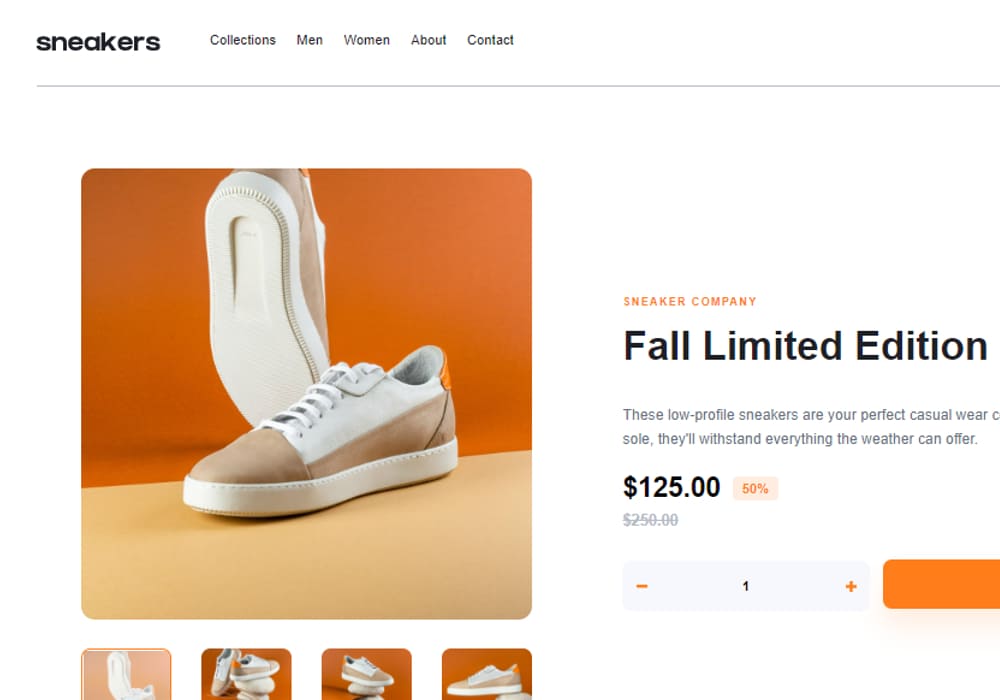 sneakers
Collections Men Women About Contact
SNEAKER COMPANY
Fall Limited Edition
These low-profile sneakers are your perfect casual wear
sole, they'll withstand everything the weather can offer.
$125.00 50%
$250.00
1